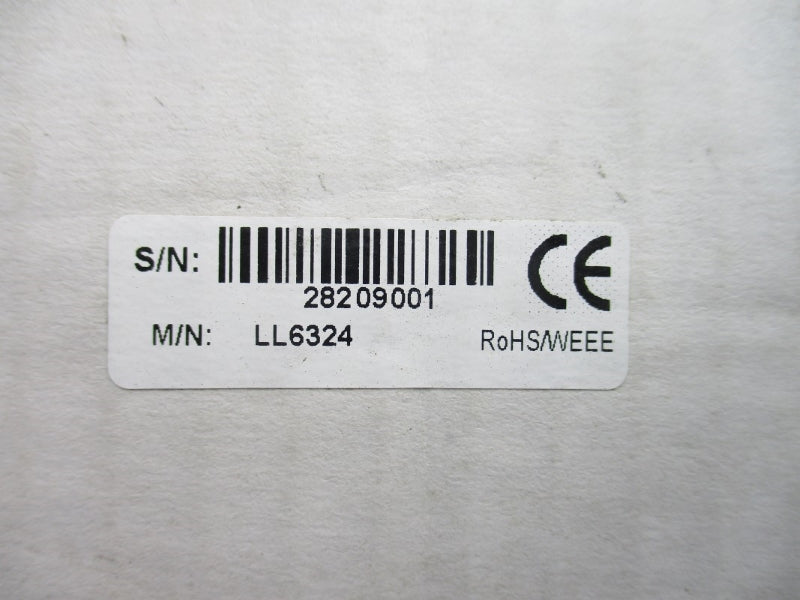 S/N:
28209001
CE
M/N: LL6324
RoHS/WEEE